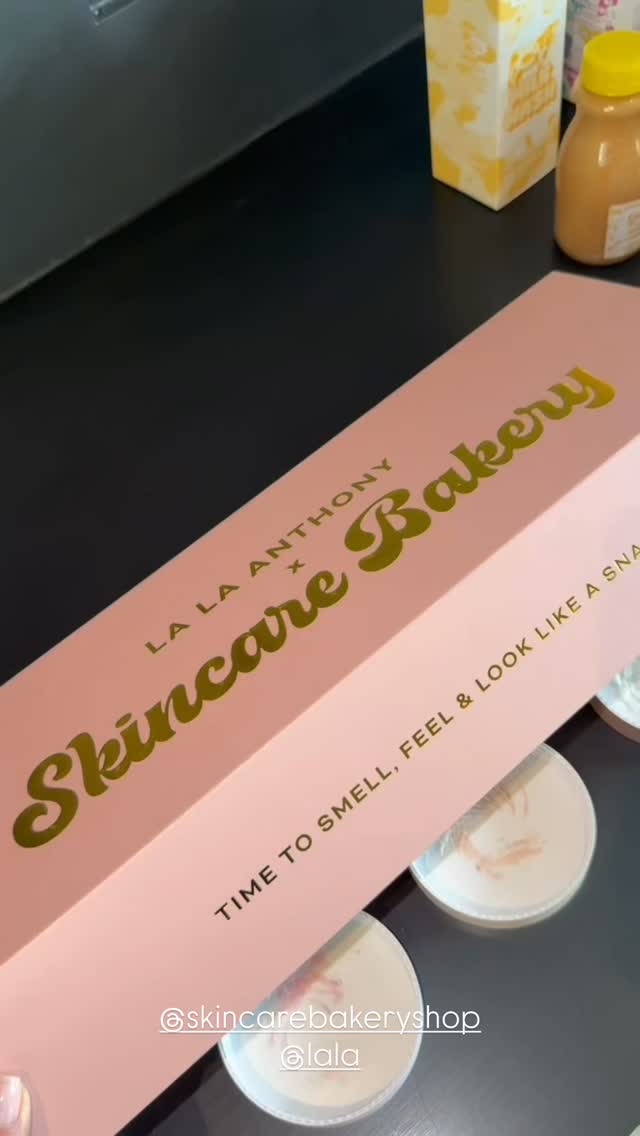 LA LA ANTHONY
x
Skincare Bakery
TIME TO SMELL, FEEL & LOOK LIKE A
@skincarebakeryshop
@lala